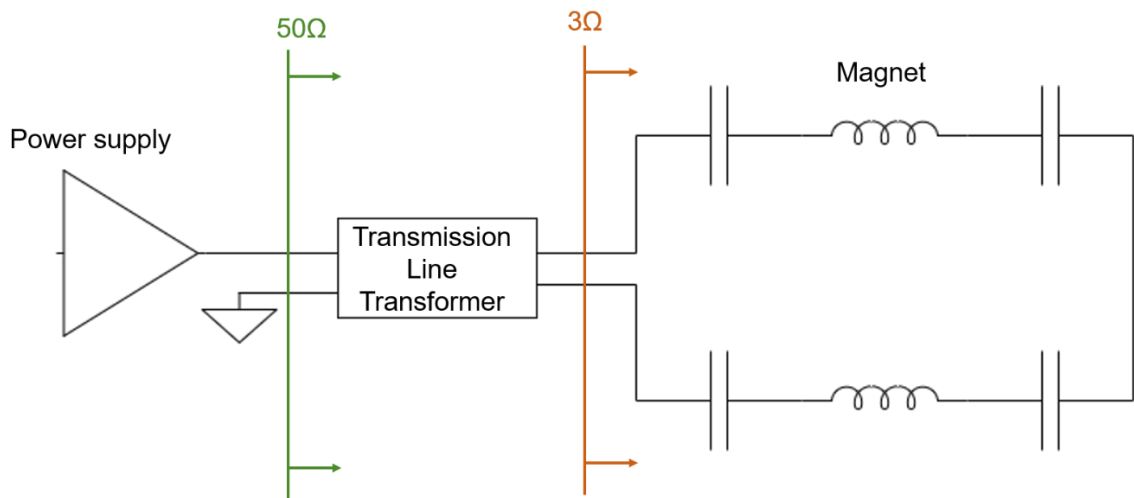 50Ω
3Ω
Magnet
Power supply
Transmission
Line
Transformer